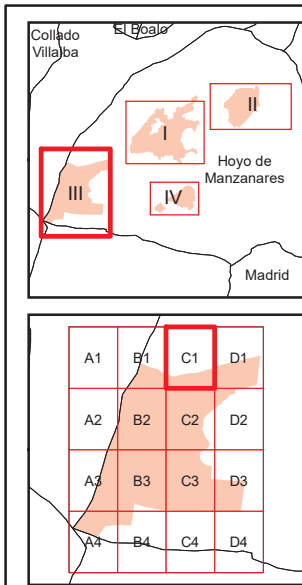 Collado
Villalba
El Boalo
I
II
III
IV
Hoyo de
Manzanares
Madrid
A1
B1
C1
D1
A2
B2
C2
D2
A3
B3
C3
D3
A4
B4
C4
D4